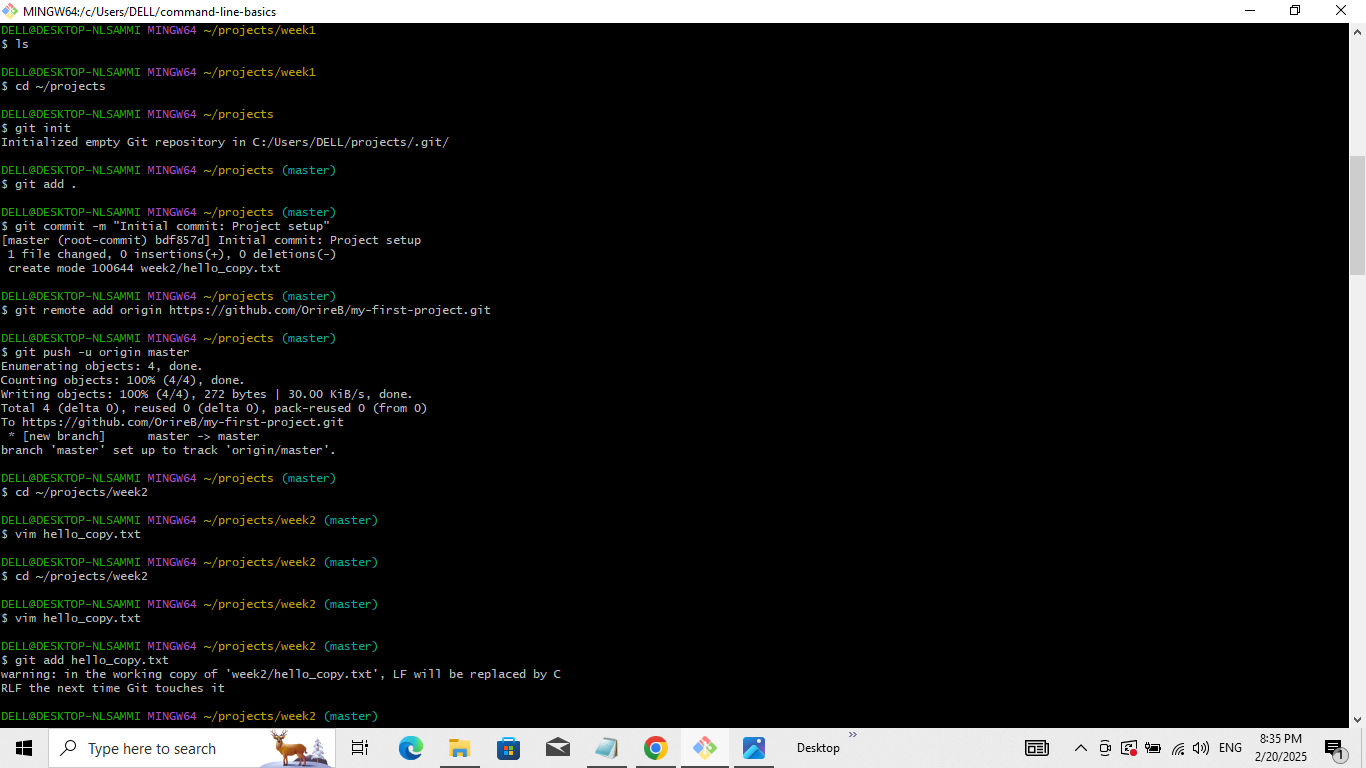 MINGW64:/c/Users/DELL/command-line-basics
DELL@DESKTOP-NLSAMMI MINGW64 ~/projects/week1
$ ls
DELL@DESKTOP-NLSAMMI MINGW64 ~/projects/week1
$ cd ~/projects
DELL@DESKTOP-NLSAMMI MINGW64 ~/projects
$ git init
Initialized empty Git repository in C:/Users/DELL/projects/.git/
DELL@DESKTOP-NLSAMMI MINGW64 ~/projects (master)
$ git add .
DELL@DESKTOP-NLSAMMI MINGW64 ~/projects (master)
$ git commit -m "Initial commit: Project setup"
[master (root-commit) bdf857d] Initial commit: Project setup
 1 file changed, 0 insertions(+), 0 deletions(-)
 create mode 100644 week2/hello_copy.txt
DELL@DESKTOP-NLSAMMI MINGW64 ~/projects (master)
$ git remote add origin https://github.com/OrireB/my-first-project.git
DELL@DESKTOP-NLSAMMI MINGW64 ~/projects (master)
$ git push -u origin master
Enumerating objects: 4, done.
Counting objects: 100% (4/4), done.
Writing objects: 100% (4/4), 272 bytes | 30.00 KiB/s, done.
Total 4 (delta 0), reused 0 (delta 0), pack-reused 0 (from 0)
To https://github.com/OrireB/my-first-project.git
 * [new branch]      master -> master
branch 'master' set up to track 'origin/master'.
DELL@DESKTOP-NLSAMMI MINGW64 ~/projects (master)
$ cd ~/projects/week2
DELL@DESKTOP-NLSAMMI MINGW64 ~/projects/week2 (master)
$ vim hello_copy.txt
DELL@DESKTOP-NLSAMMI MINGW64 ~/projects/week2 (master)
$ cd ~/projects/week2
DELL@DESKTOP-NLSAMMI MINGW64 ~/projects/week2 (master)
$ vim hello_copy.txt
DELL@DESKTOP-NLSAMMI MINGW64 ~/projects/week2 (master)
$ git add hello_copy.txt
warning: in the working copy of 'week2/hello_copy.txt', LF will be replaced by C
RLF the next time Git touches it
DELL@DESKTOP-NLSAMMI MINGW64 ~/projects/week2 (master)
Type here to search
Desktop
ENG
8:35 PM
2/20/2025
1